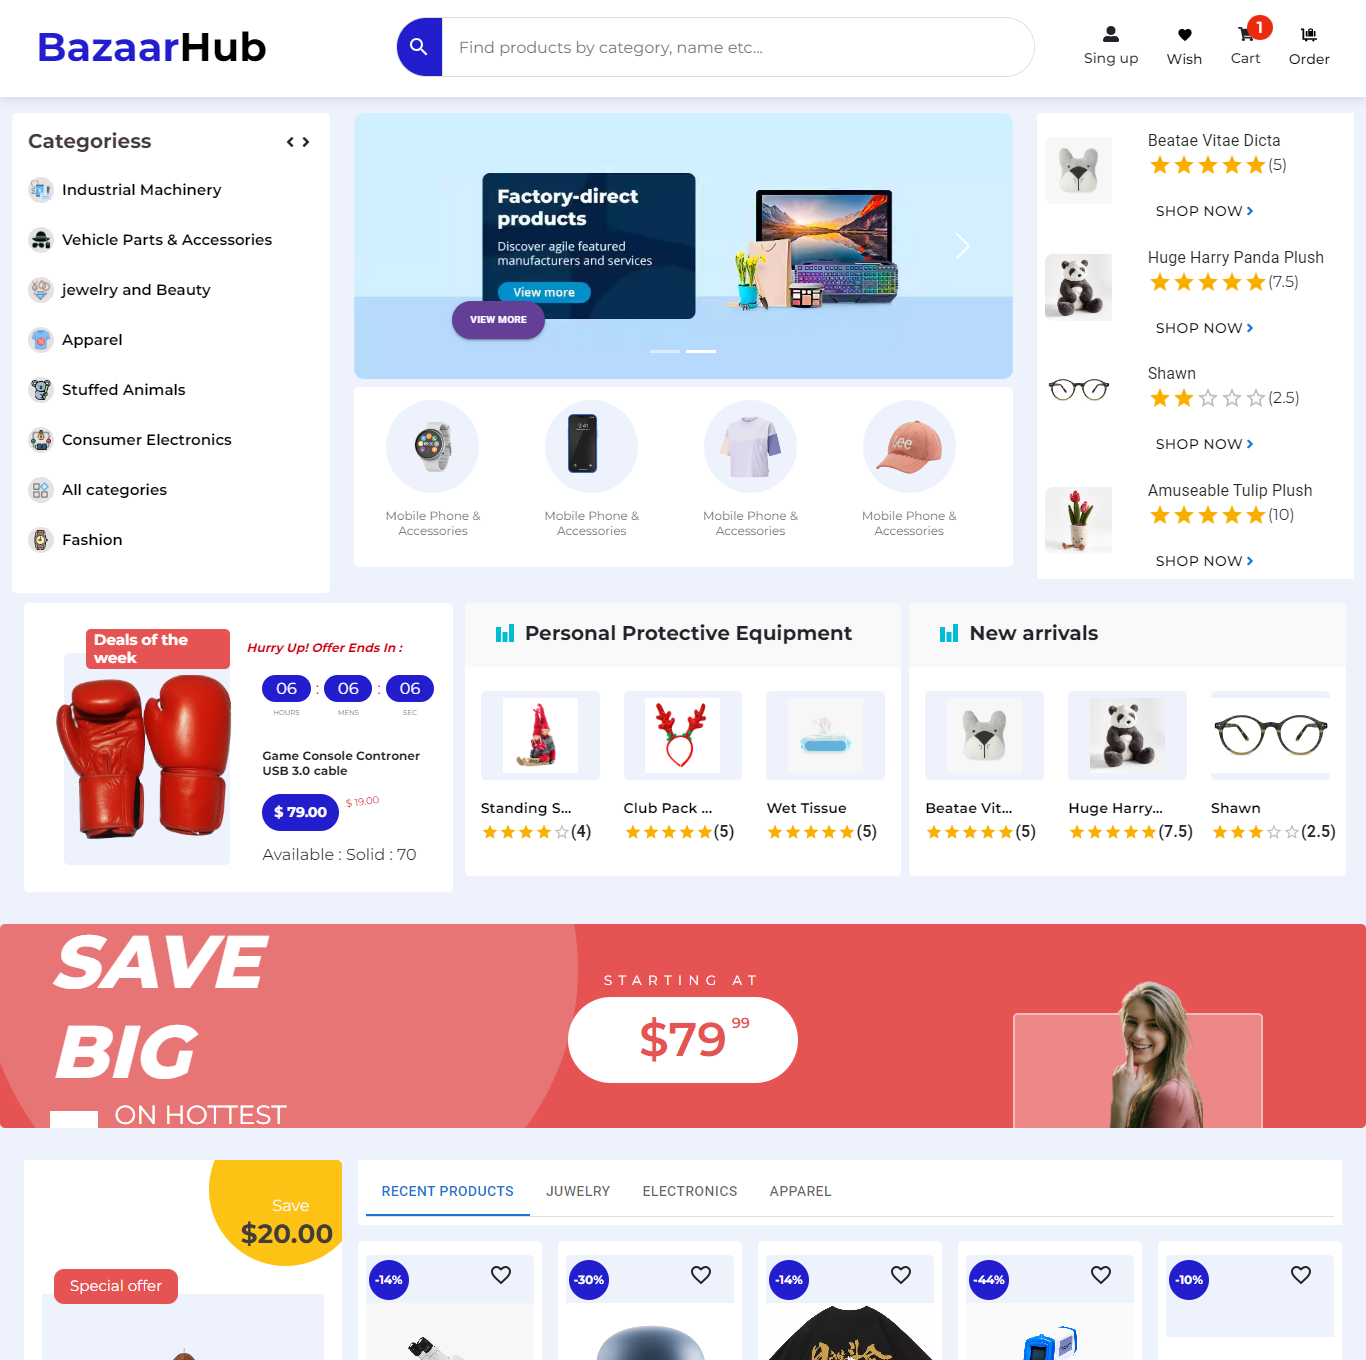 BazaarHub
Find products by category, name etc...
Sing up
Wish
1
Cart
Order
Categoriess
Industrial Machinery
Vehicle Parts & Accessories
jewelry and Beauty
Apparel
Stuffed Animals
Consumer Electronics
All categories
Fashion
Factory-direct
products
Discover agile featured
manufacturers and services
View more
VIEW MORE
Mobile Phone &
Accessories
Mobile Phone &
Accessories
Mobile Phone &
Accessories
Lee
Mobile Phone &
Accessories
Beatae Vitae Dicta
(5)
SHOP NOW
Huge Harry Panda Plush
(7.5)
SHOP NOW
Shawn
(2.5)
SHOP NOW
Amuseable Tulip Plush
(10)
SHOP NOW
Deals of the
week
Hurry Up! Offer Ends In :
06 : 06 : 06
HOURS MENS SEC
Game Console Controner
USB 3.0 cable
$ 79.00 $ 19.00
Available : Solid : 70
Personal Protective Equipment
Standing S...
(4)
Club Pack ...
(5)
Wet Tissue
(5)
New arrivals
Beatae Vit...
(5)
Huge Harry...
(7.5)
Shawn
(2.5)
SAVE
BIG
ON HOTTEST
STARTING AT
$79 99
Save
$20.00
Special offer
RECENT PRODUCTS JUWELRY ELECTRONICS APPAREL
-14%
-30%
-14%
-44%
-10%